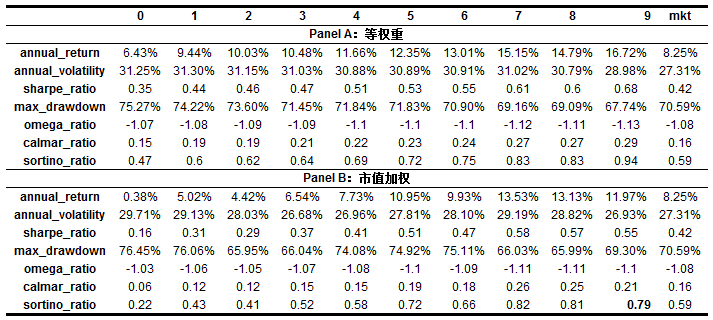 0 1 2 3 4 5 6 7 8 9 mkt
Panel A：等权重
annual_return 6.43% 9.44% 10.03% 10.48% 11.66% 12.35% 13.01% 15.15% 14.79% 16.72% 8.25%
annual_volatility 31.25% 31.30% 31.15% 31.03% 30.88% 30.89% 30.91% 31.02% 30.79% 28.98% 27.31%
sharpe_ratio 0.35 0.44 0.46 0.47 0.51 0.53 0.55 0.61 0.6 0.68 0.42
max_drawdown 75.27% 74.22% 73.60% 71.45% 71.84% 71.83% 70.90% 69.16% 69.09% 67.74% 70.59%
omega_ratio -1.07 -1.08 -1.09 -1.09 -1.1 -1.1 -1.1 -1.12 -1.11 -1.13 -1.08
calmar_ratio 0.15 0.19 0.19 0.21 0.22 0.23 0.24 0.27 0.27 0.29 0.16
sortino_ratio 0.47 0.6 0.62 0.64 0.69 0.72 0.75 0.83 0.83 0.94 0.59
Panel B：市值加权
annual_return 0.38% 5.02% 4.42% 6.54% 7.73% 10.95% 9.93% 13.53% 13.13% 11.97% 8.25%
annual_volatility 29.71% 29.13% 28.03% 26.68% 26.96% 27.81% 28.10% 29.19% 28.82% 26.93% 27.31%
sharpe_ratio 0.16 0.31 0.29 0.37 0.41 0.51 0.47 0.58 0.57 0.55 0.42
max_drawdown 76.45% 76.06% 65.95% 66.04% 74.08% 74.92% 75.11% 66.03% 65.99% 69.30% 70.59%
omega_ratio -1.03 -1.06 -1.05 -1.07 -1.08 -1.1 -1.09 -1.11 -1.11 -1.1 -1.08
calmar_ratio 0.06 0.12 0.12 0.15 0.15 0.19 0.18 0.26 0.25 0.21 0.16
sortino_ratio 0.22 0.43 0.41 0.52 0.58 0.72 0.66 0.82 0.81 0.79 0.59